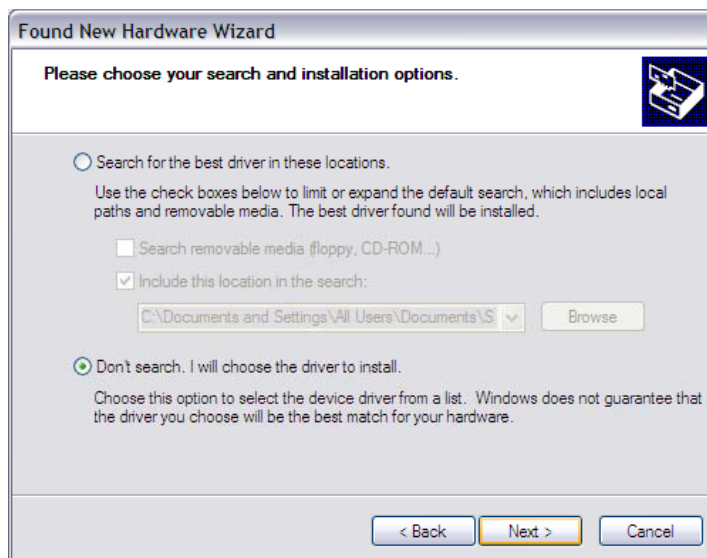 Found New Hardware Wizard
Please choose your search and installation options.
Search for the best driver in these locations.
Use the check boxes below to limit or expand the default search, which includes local
paths and removable media. The best driver found will be installed.
Search removable media (floppy, CD-ROM...)
Include this location in the search:
C:\Documents and Settings\All Users\Documents\S
Browse
Don't search. I will choose the driver to install.
Choose this option to select the device driver from a list. Windows does not guarantee that
the driver you choose will be the best match for your hardware.
< Back
Next >
Cancel